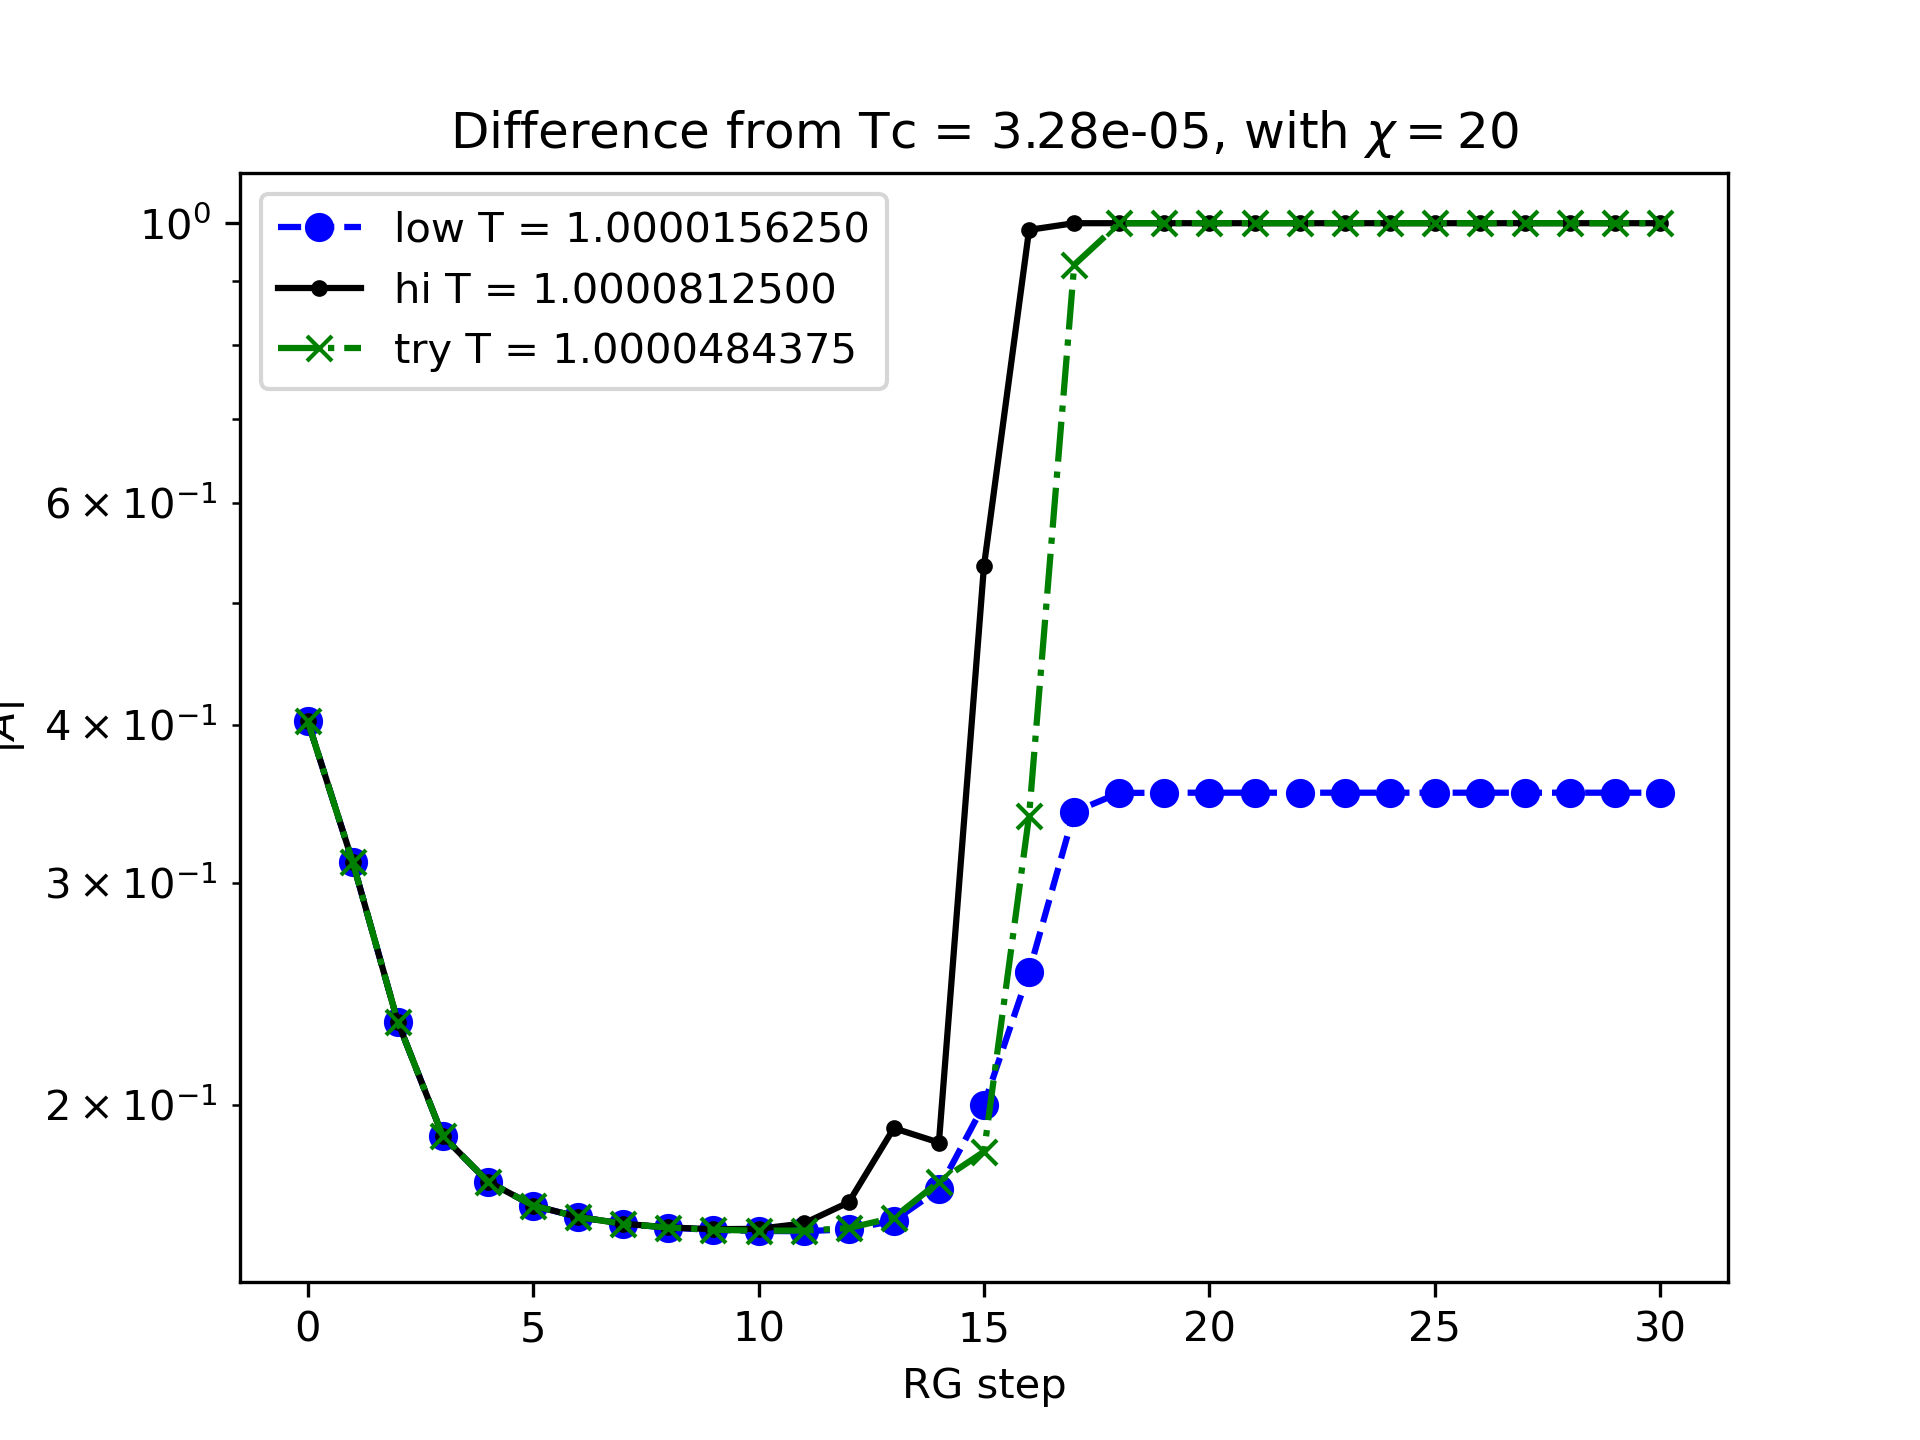 Difference from Tc = 3.28e-05, with χ = 20
low T = 1.0000156250
hi T = 1.0000812500
try T = 1.0000484375
10⁰
6 × 10⁻¹
4 × 10⁻¹
3 × 10⁻¹
2 × 10⁻¹
|A|
0 5 10 15 20 25 30
RG step